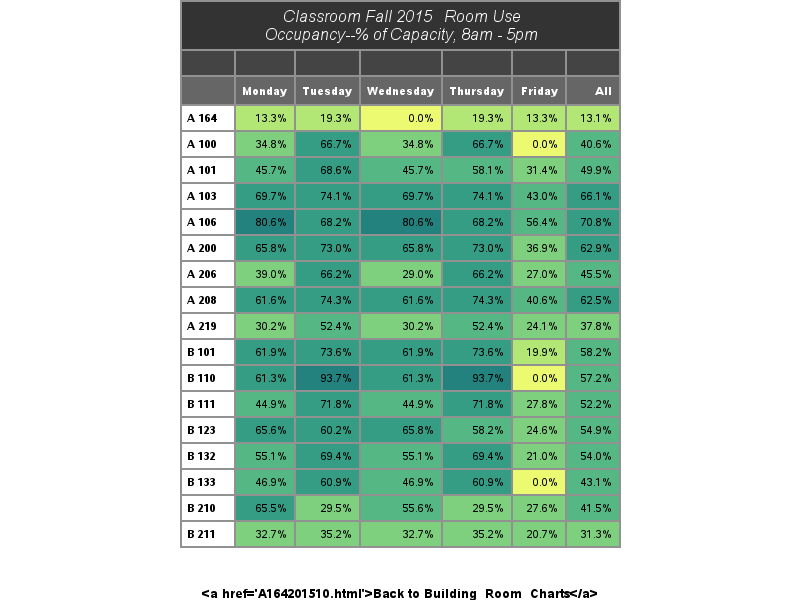 Classroom Fall 2015 Room Use
Occupancy--% of Capacity, 8am - 5pm
Monday Tuesday Wednesday Thursday Friday All
A 164 13.3% 19.3% 0.0% 19.3% 13.3% 13.1%
A 100 34.8% 66.7% 34.8% 66.7% 0.0% 40.6%
A 101 45.7% 68.6% 45.7% 58.1% 31.4% 49.9%
A 103 69.7% 74.1% 69.7% 74.1% 43.0% 66.1%
A 106 80.6% 68.2% 80.6% 68.2% 56.4% 70.8%
A 200 65.8% 73.0% 65.8% 73.0% 36.9% 62.9%
A 206 39.0% 66.2% 29.0% 66.2% 27.0% 45.5%
A 208 61.6% 74.3% 61.6% 74.3% 40.6% 62.5%
A 219 30.2% 52.4% 30.2% 52.4% 24.1% 37.8%
B 101 61.9% 73.6% 61.9% 73.6% 19.9% 58.2%
B 110 61.3% 93.7% 61.3% 93.7% 0.0% 57.2%
B 111 44.9% 71.8% 44.9% 71.8% 27.8% 52.2%
B 123 65.6% 60.2% 65.8% 58.2% 24.6% 54.9%
B 132 55.1% 69.4% 55.1% 69.4% 21.0% 54.0%
B 133 46.9% 60.9% 46.9% 60.9% 0.0% 43.1%
B 210 65.5% 29.5% 55.6% 29.5% 27.6% 41.5%
B 211 32.7% 35.2% 32.7% 35.2% 20.7% 31.3%
<a href='A164201510.html'>Back to Building Room Charts</a>